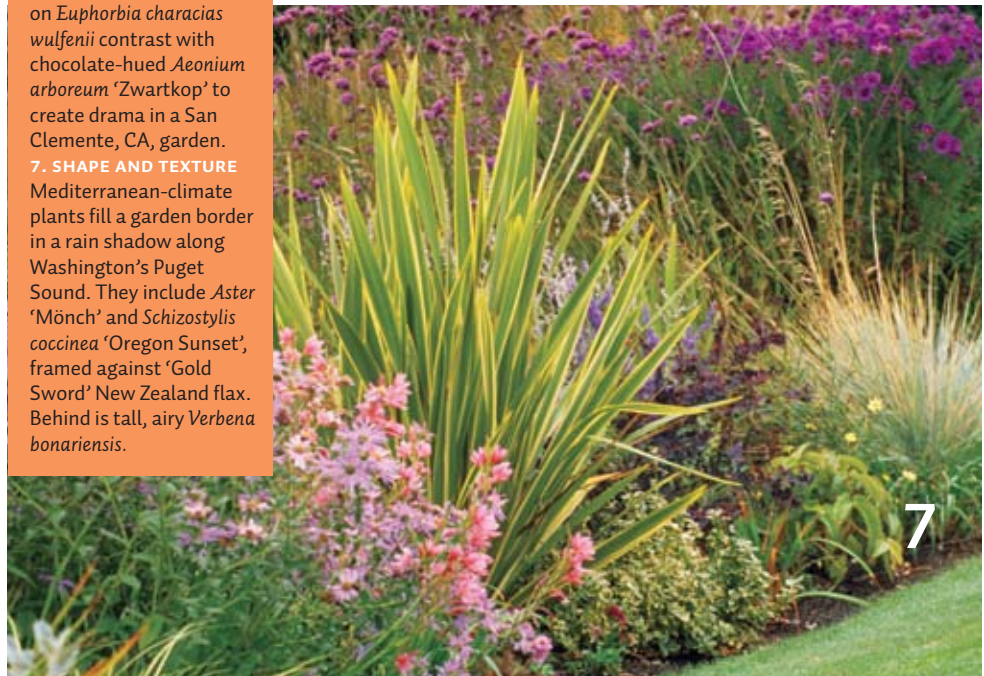 on Euphorbia characias
wulfenii contrast with
chocolate-hued Aeonium
arboreum ‘Zwartkop’ to
create drama in a San
Clemente, CA, garden.
7. SHAPE AND TEXTURE
Mediterranean-climate
plants fill a garden border
in a rain shadow along
Washington’s Puget
Sound. They include Aster
‘Mönch’ and Schizostylis
coccinea ‘Oregon Sunset’,
framed against ‘Gold
Sword’ New Zealand flax.
Behind is tall, airy Verbena
bonariensis.
7